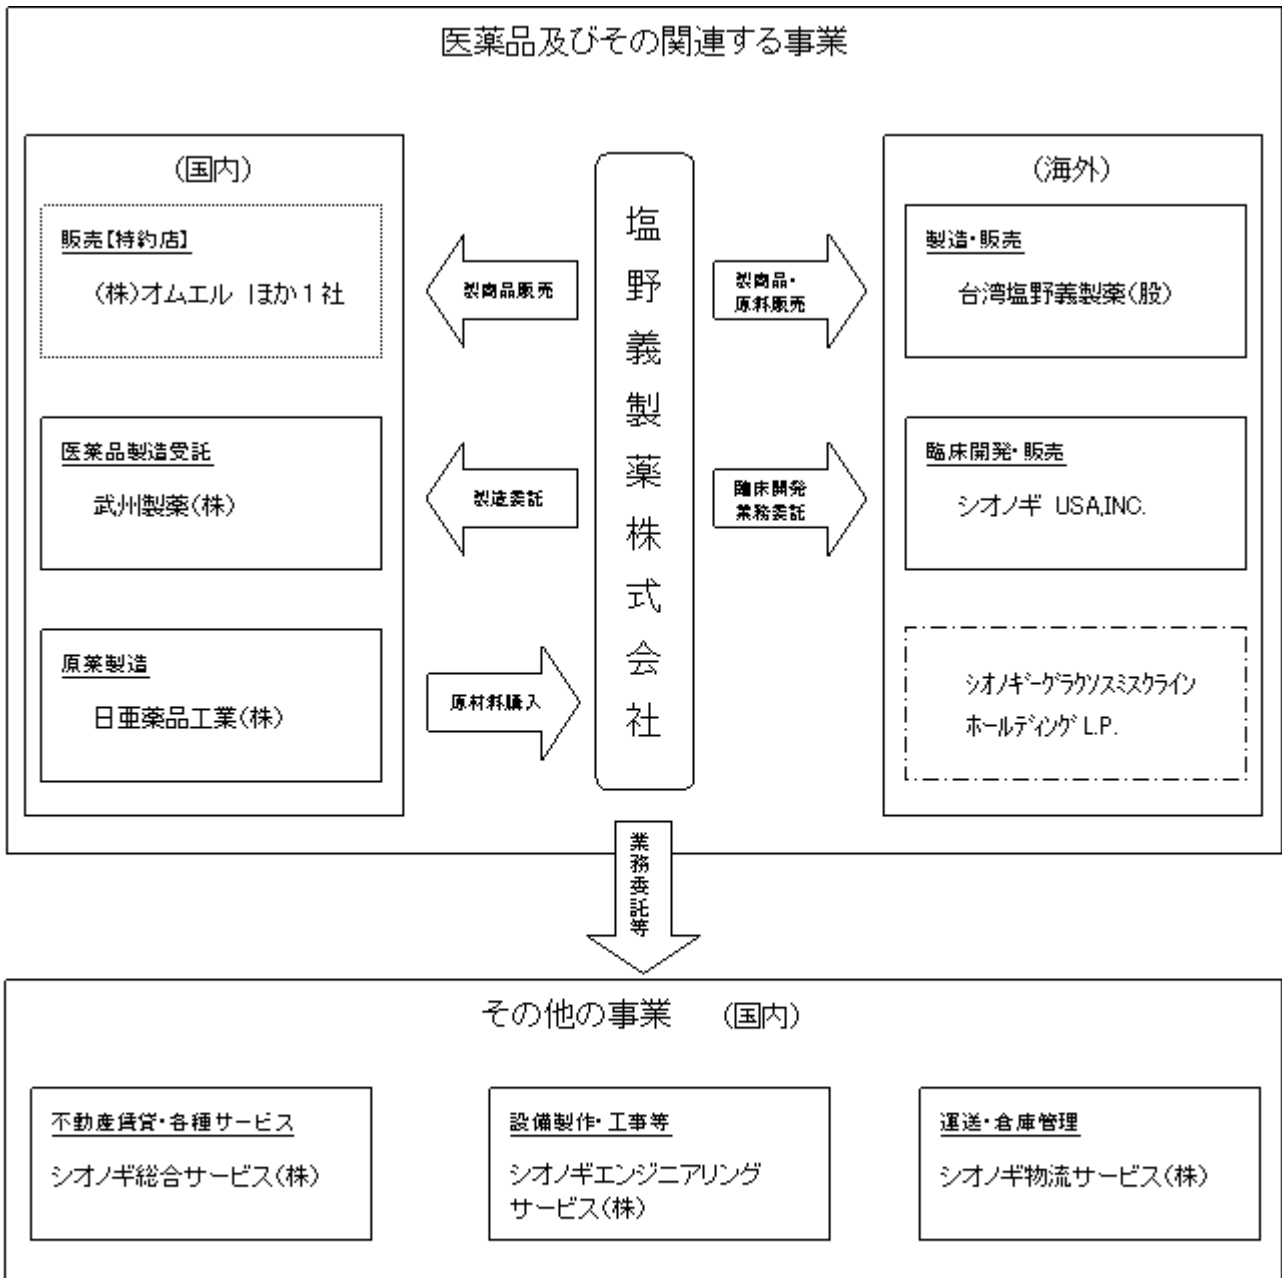 医薬品及びその関連する事業
(国内)
販売【特約店】
(株)オムエル ほか1社
医薬品製造受託
武州製薬(株)
原薬製造
日亜薬品工業(株)
製商品販売
製造委託
原材料購入
塩野義製薬株式会社
製商品・
原料販売
臨床開発
業務委託
(海外)
製造・販売
台湾塩野義製薬(股)
臨床開発・販売
シオノギ USA,INC.
シオノギーグラクソスミスクライン
ホールディングL.P.
業務委託等
その他の事業 (国内)
不動産賃貸・各種サービス
シオノギ総合サービス(株)
設備製作・工事等
シオノギエンジニアリング
サービス(株)
運送・倉庫管理
シオノギ物流サービス(株)